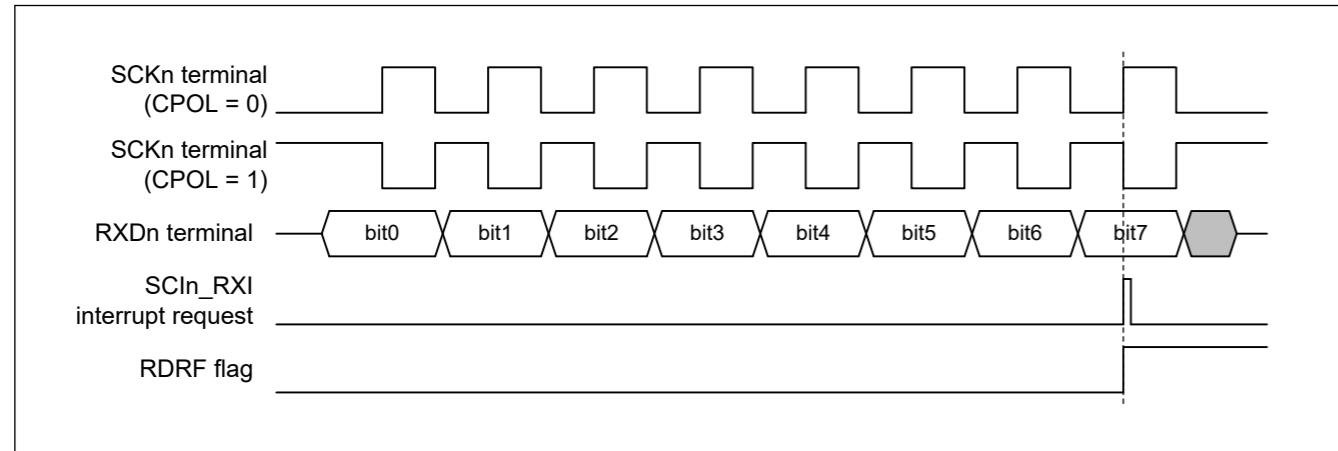 SCKn terminal
(CPOL = 0)
SCKn terminal
(CPOL = 1)
RXDn terminal
bit0 bit1 bit2 bit3 bit4 bit5 bit6 bit7
SCIn_RXI
interrupt request
RDRF flag